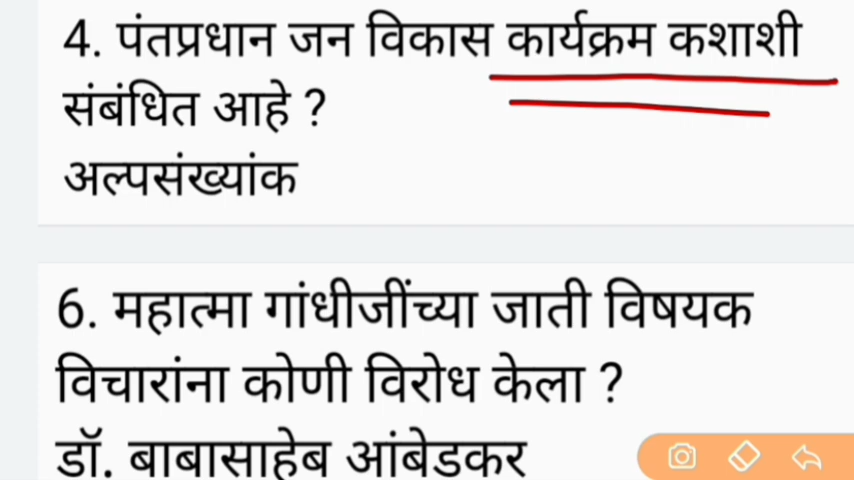 4. पंतप्रधान जन विकास कार्यक्रम कशाशी
संबंधित आहे ?
अल्पसंख्यांक
6. महात्मा गांधीजींच्या जाती विषयक
विचारांना कोणी विरोध केला ?
डॉ. बाबासाहेब आंबेडकर